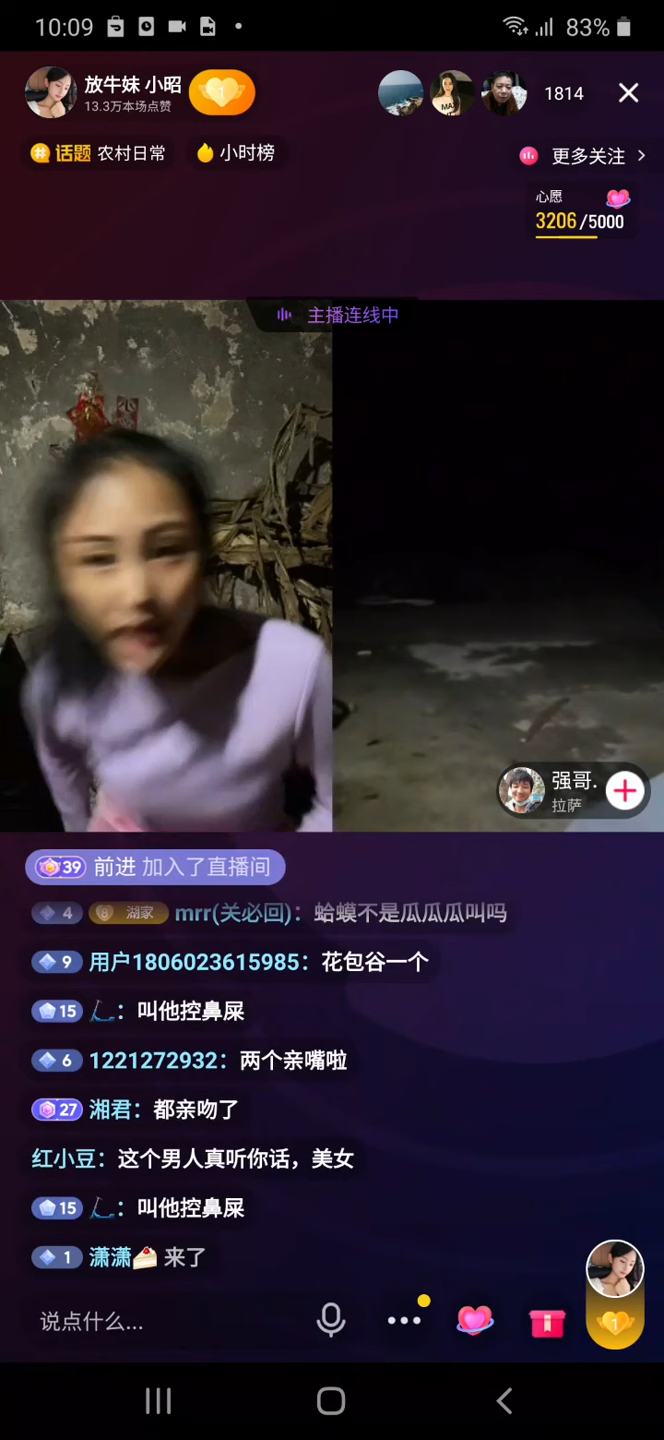 10:09
83%
放牛妹 小昭
13.3万本场点赞
1
1814
话题 农村日常
小时榜
更多关注
心愿
3206/5000
主播连线中
强哥.
拉萨
39 前进 加入了直播间
4 8 湖家 mrr(关必回)：蛤蟆不是瓜瓜瓜叫吗
9 用户1806023615985：花包谷一个
15 ：叫他控鼻屎
6 1221272932：两个亲嘴啦
27 湘君：都亲吻了
红小豆：这个男人真听你话，美女
15 ：叫他控鼻屎
1 潇潇🍰 来了
说点什么...
1